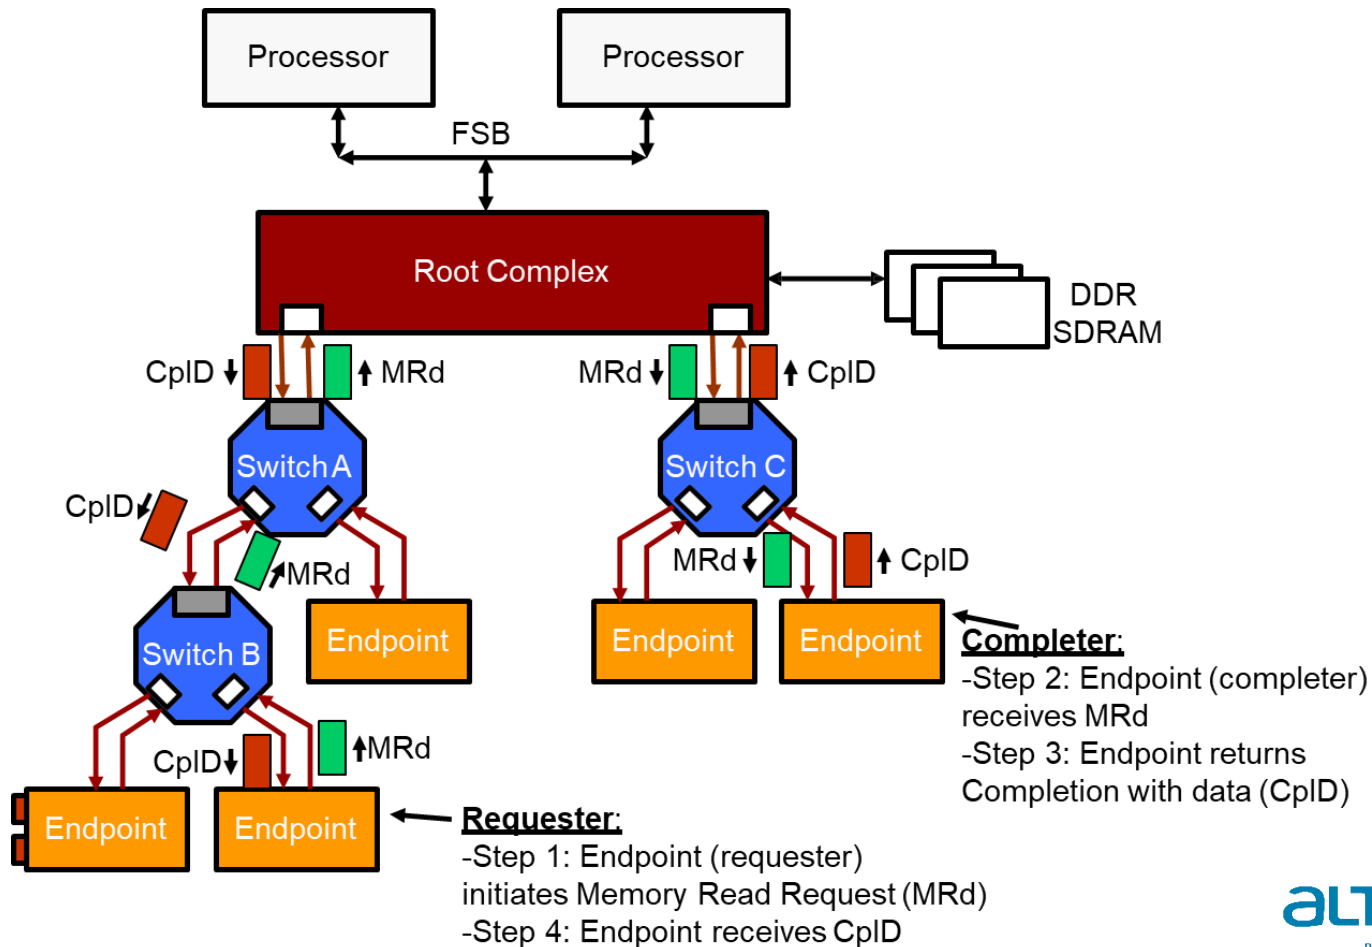 Processor
Processor
FSB
Root Complex
DDR
SDRAM
CplD
MRd
MRd
CplD
Switch A
Switch C
CplD
MRd
MRd
CplD
Endpoint
Endpoint
Endpoint
Switch B
Completer:
-Step 2: Endpoint (completer)
receives MRd
-Step 3: Endpoint returns
Completion with data (CplD)
CplD
MRd
Endpoint
Endpoint
Requester:
-Step 1: Endpoint (requester)
initiates Memory Read Request (MRd)
-Step 4: Endpoint receives CplD